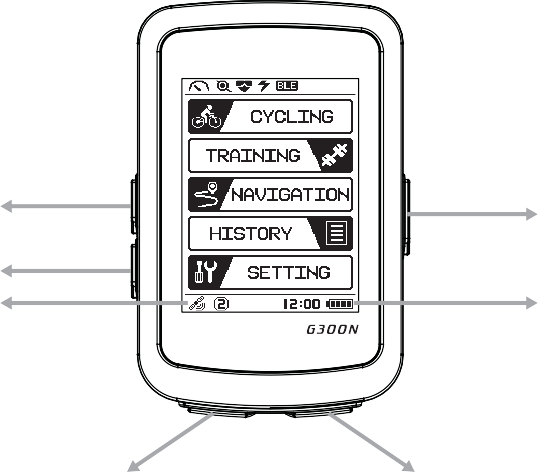 BLE
CYCLING
TRAINING
NAVIGATION
HISTORY
SETTING
2 12:00
G300N